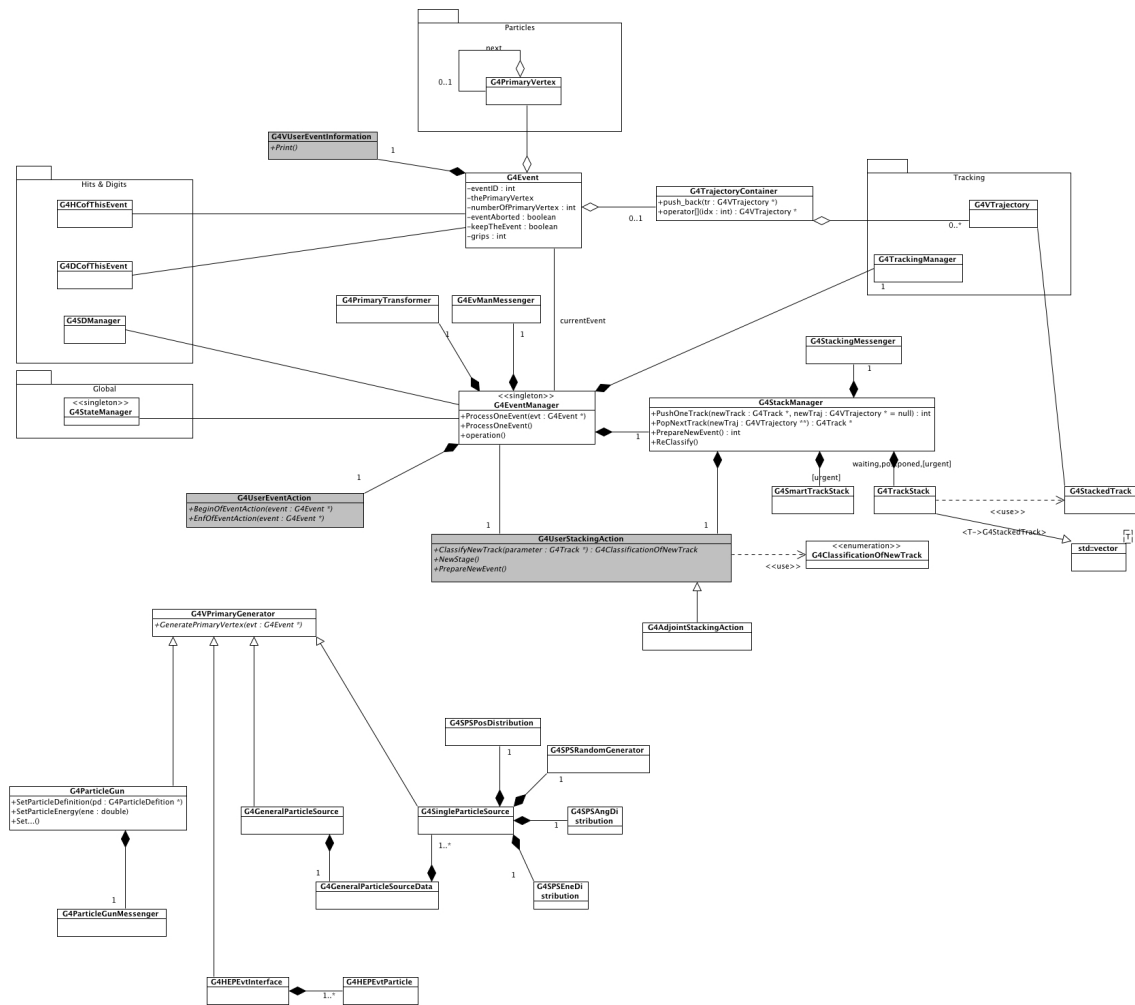 Particles
next
0..1
G4PrimaryVertex
G4VUserEventInformation
+Print()
1
Hits & Digits
G4HCofThisEvent
G4DCofThisEvent
G4SDManager
G4Event
-eventID : int
-thePrimaryVertex
-numberOfPrimaryVertex : int
-eventAborted : boolean
-keepTheEvent : boolean
-grips : int
0..1
G4TrajectoryContainer
+push_back(tr : G4VTrajectory *)
+operator[](idx : int) : G4VTrajectory *
Tracking
G4VTrajectory
0..*
G4TrackingManager
1
G4PrimaryTransformer
1
G4EvManMessenger
1
currentEvent
G4StackingMessenger
1
Global
<<singleton>>
G4StateManager
<<singleton>>
G4EventManager
+ProcessOneEvent(evt : G4Event *)
+ProcessOneEvent()
+operation()
1
G4StackManager
+PushOneTrack(newTrack : G4Track *, newTraj : G4VTrajectory * = null) : int
+PopNextTrack(newTraj : G4VTrajectory **) : G4Track *
+PrepareNewEvent() : int
+ReClassify()
1
waiting,postponed,[urgent]
[urgent]
G4UserEventAction
+BeginOfEventAction(event : G4Event *)
+EnfOfEventAction(event : G4Event *)
G4SmartTrackStack
G4TrackStack
<<use>>
G4StackedTrack
1
1
<T->G4StackedTrack>
T
std::vector
G4UserStackingAction
+ClassifyNewTrack(parameter : G4Track *) : G4ClassificationOfNewTrack
+NewStage()
+PrepareNewEvent()
<<use>>
<<enumeration>>
G4ClassificationOfNewTrack
G4AdjointStackingAction
G4VPrimaryGenerator
+GeneratePrimaryVertex(evt : G4Event *)
G4SPSPosDistribution
1
G4SPSRandomGenerator
1
G4ParticleGun
+SetParticleDefinition(pd : G4ParticleDefition *)
+SetParticleEnergy(ene : double)
+Set...()
G4GeneralParticleSource
G4SingleParticleSource
1
G4SPSAngDi
stribution
1..*
1
1
G4GeneralParticleSourceData
G4SPSEneDi
stribution
1
G4ParticleGunMessenger
G4HEPEvtInterface
1..*
G4HEPEvtParticle